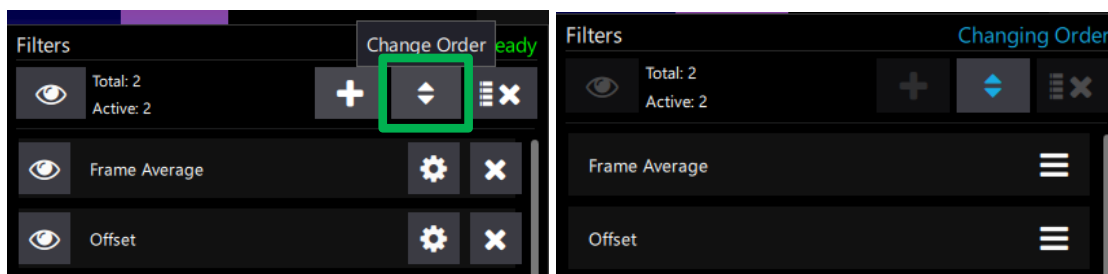 Filters
Change Order
eady
Total: 2
Active: 2
Frame Average
Offset
Filters
Changing Order
Total: 2
Active: 2
Frame Average
Offset